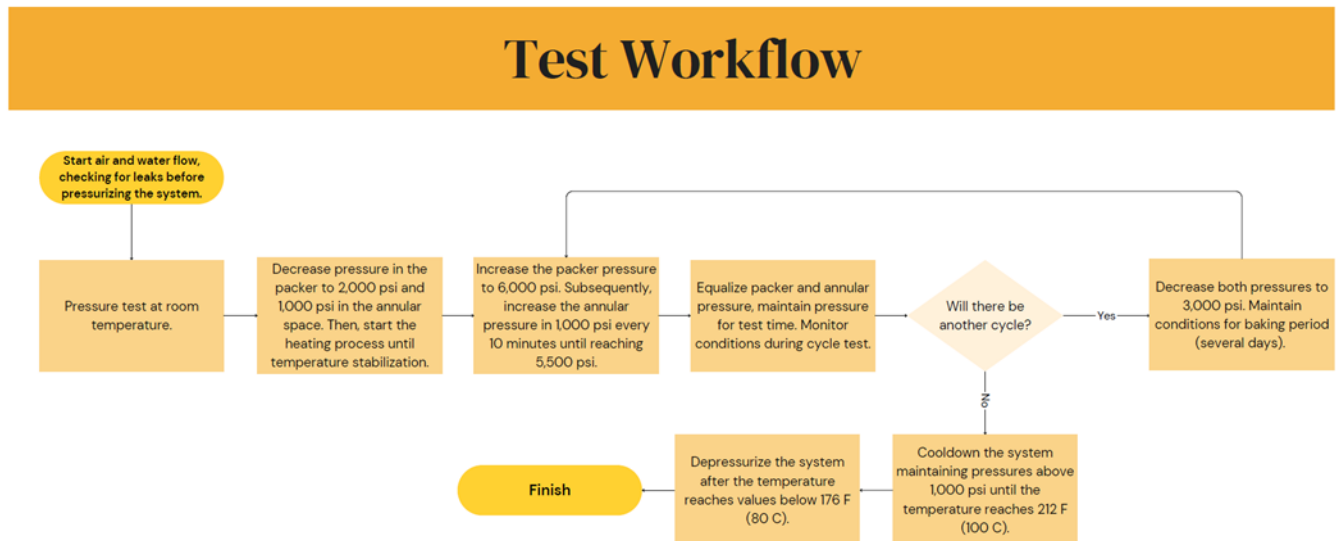 Test Workflow
Start air and water flow,
checking for leaks before
pressurizing the system.
Pressure test at room
temperature.
Decrease pressure in the
packer to 2,000 psi and
1,000 psi in the annular
space. Then, start the
heating process until
temperature stabilization.
Increase the packer pressure
to 6,000 psi. Subsequently,
increase the annular
pressure in 1,000 psi every
10 minutes until reaching
5,500 psi.
Equalize packer and annular
pressure, maintain pressure
for test time. Monitor
conditions during cycle test.
Will there be
another cycle?
Yes
Decrease both pressures to
3,000 psi. Maintain
conditions for baking period
(several days).
No
Cooldown the system
maintaining pressures above
1,000 psi until the
temperature reaches 212 F
(100 C).
Depressurize the system
after the temperature
reaches values below 176 F
(80 C).
Finish